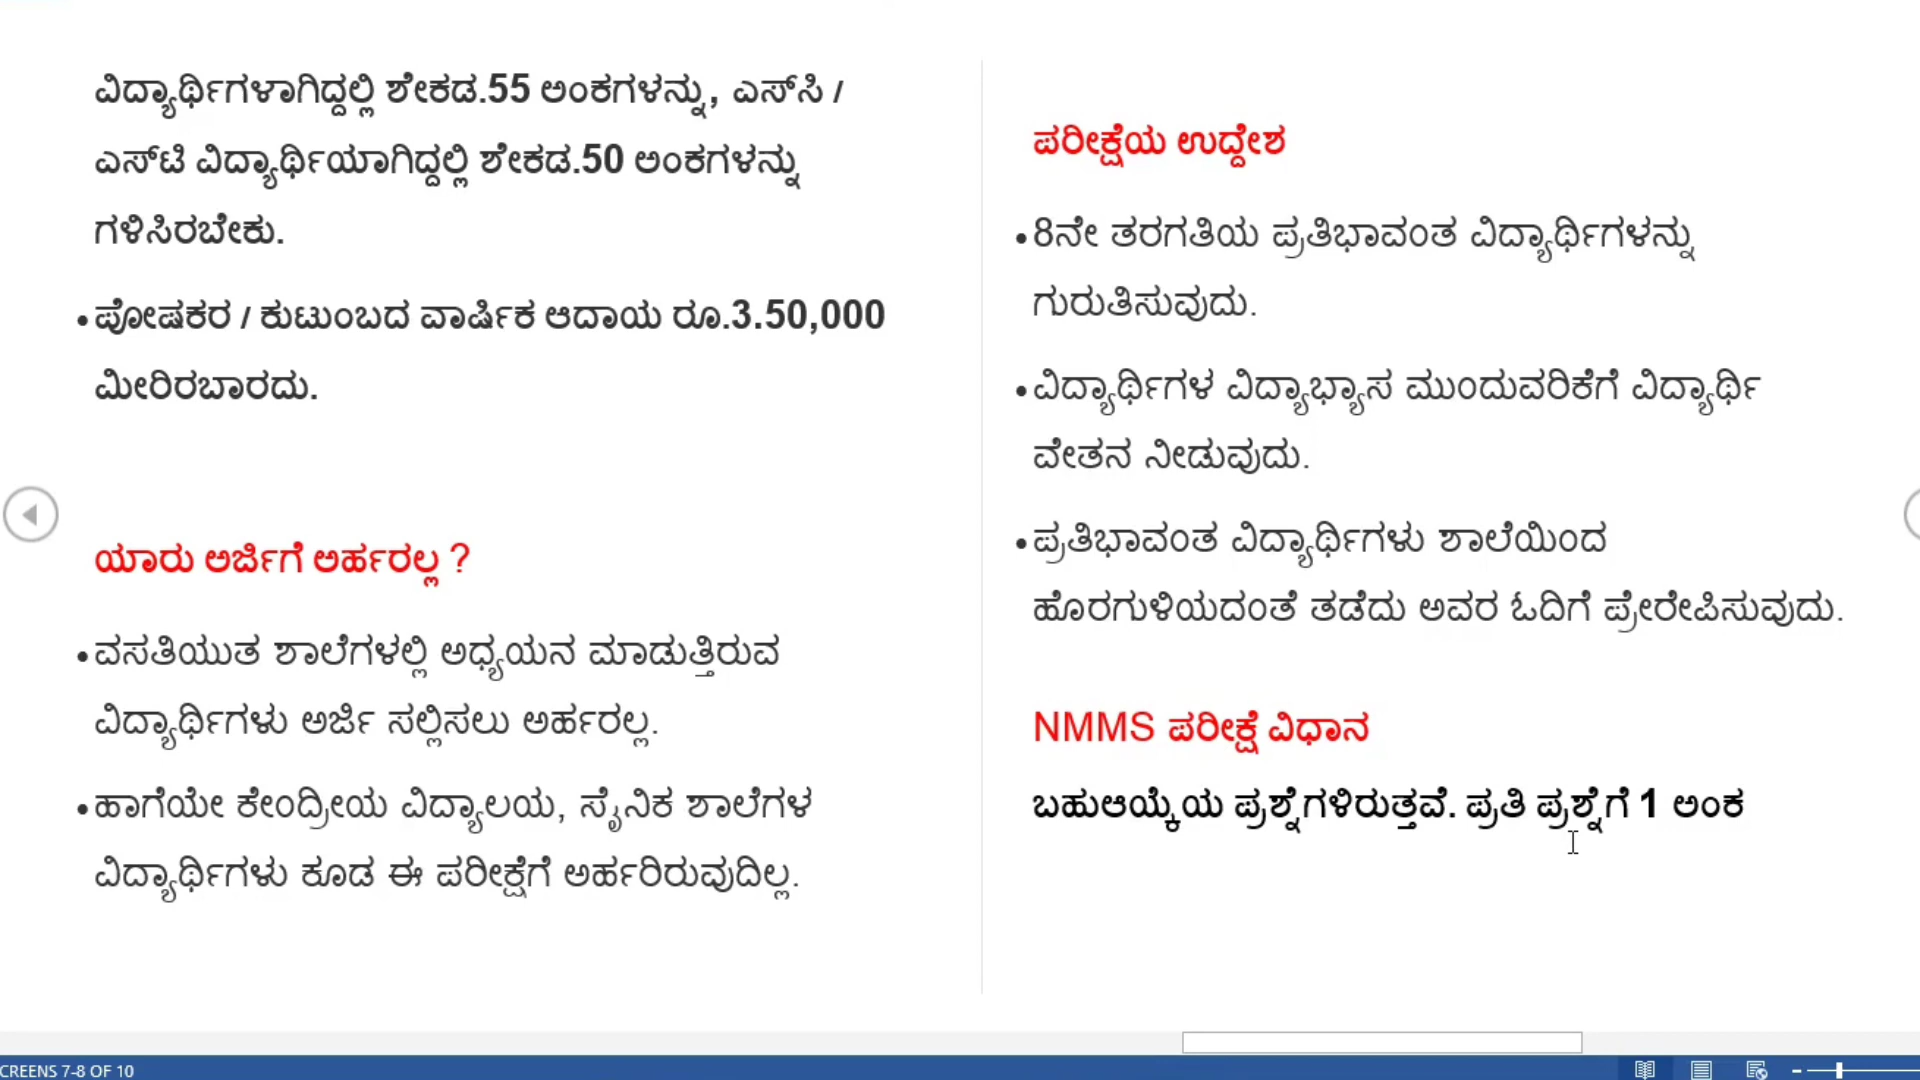 ವಿದ್ಯಾರ್ಥಿಗಳಾಗಿದ್ದಲ್ಲಿ ಶೇಕಡ.55 ಅಂಕಗಳನ್ನು, ಎಸ್‌ಸಿ /
ಎಸ್‌ಟಿ ವಿದ್ಯಾರ್ಥಿಯಾಗಿದ್ದಲ್ಲಿ ಶೇಕಡ.50 ಅಂಕಗಳನ್ನು
ಗಳಿಸಿರಬೇಕು.
•ಪೋಷಕರ / ಕುಟುಂಬದ ವಾರ್ಷಿಕ ಆದಾಯ ರೂ.3.50,000
ಮೀರಿರಬಾರದು.
ಯಾರು ಅರ್ಜಿಗೆ ಅರ್ಹರಲ್ಲ ?
•ವಸತಿಯುತ ಶಾಲೆಗಳಲ್ಲಿ ಅಧ್ಯಯನ ಮಾಡುತ್ತಿರುವ
ವಿದ್ಯಾರ್ಥಿಗಳು ಅರ್ಜಿ ಸಲ್ಲಿಸಲು ಅರ್ಹರಲ್ಲ.
•ಹಾಗೆಯೇ ಕೇಂದ್ರೀಯ ವಿದ್ಯಾಲಯ, ಸೈನಿಕ ಶಾಲೆಗಳ
ವಿದ್ಯಾರ್ಥಿಗಳು ಕೂಡ ಈ ಪರೀಕ್ಷೆಗೆ ಅರ್ಹರಿರುವುದಿಲ್ಲ.
ಪರೀಕ್ಷೆಯ ಉದ್ದೇಶ
•8ನೇ ತರಗತಿಯ ಪ್ರತಿಭಾವಂತ ವಿದ್ಯಾರ್ಥಿಗಳನ್ನು
ಗುರುತಿಸುವುದು.
•ವಿದ್ಯಾರ್ಥಿಗಳ ವಿದ್ಯಾಭ್ಯಾಸ ಮುಂದುವರಿಕೆಗೆ ವಿದ್ಯಾರ್ಥಿ
ವೇತನ ನೀಡುವುದು.
•ಪ್ರತಿಭಾವಂತ ವಿದ್ಯಾರ್ಥಿಗಳು ಶಾಲೆಯಿಂದ
ಹೊರಗುಳಿಯದಂತೆ ತಡೆದು ಅವರ ಓದಿಗೆ ಪ್ರೇರೇಪಿಸುವುದು.
NMMS ಪರೀಕ್ಷೆ ವಿಧಾನ
ಬಹುಆಯ್ಕೆಯ ಪ್ರಶ್ನೆಗಳಿರುತ್ತವೆ. ಪ್ರತಿ ಪ್ರಶ್ನೆಗೆ 1 ಅಂಕ
CREENS 7-8 OF 10